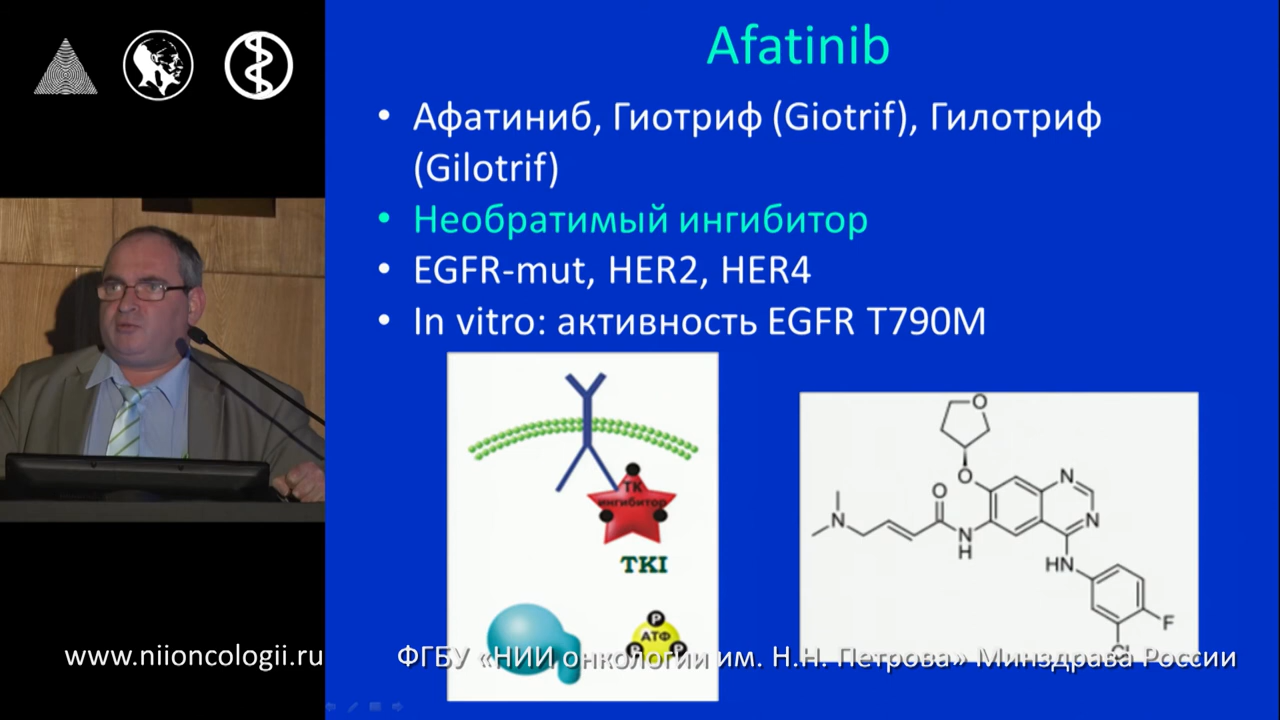 Afatinib
• Афатиниб, Гиотриф (Giotrif), Гилотриф
(Gilotrif)
• Необратимый ингибитор
• EGFR-mut, HER2, HER4
• In vitro: активность EGFR T790M
ТК
ингибитор
TKI
P
АТФ
P P
O
O
O
N
N
N
N
H
HN
F
Cl
www.niioncologii.ru
ФГБУ «НИИ онкологии им. Н.Н. Петрова» Минздрава России